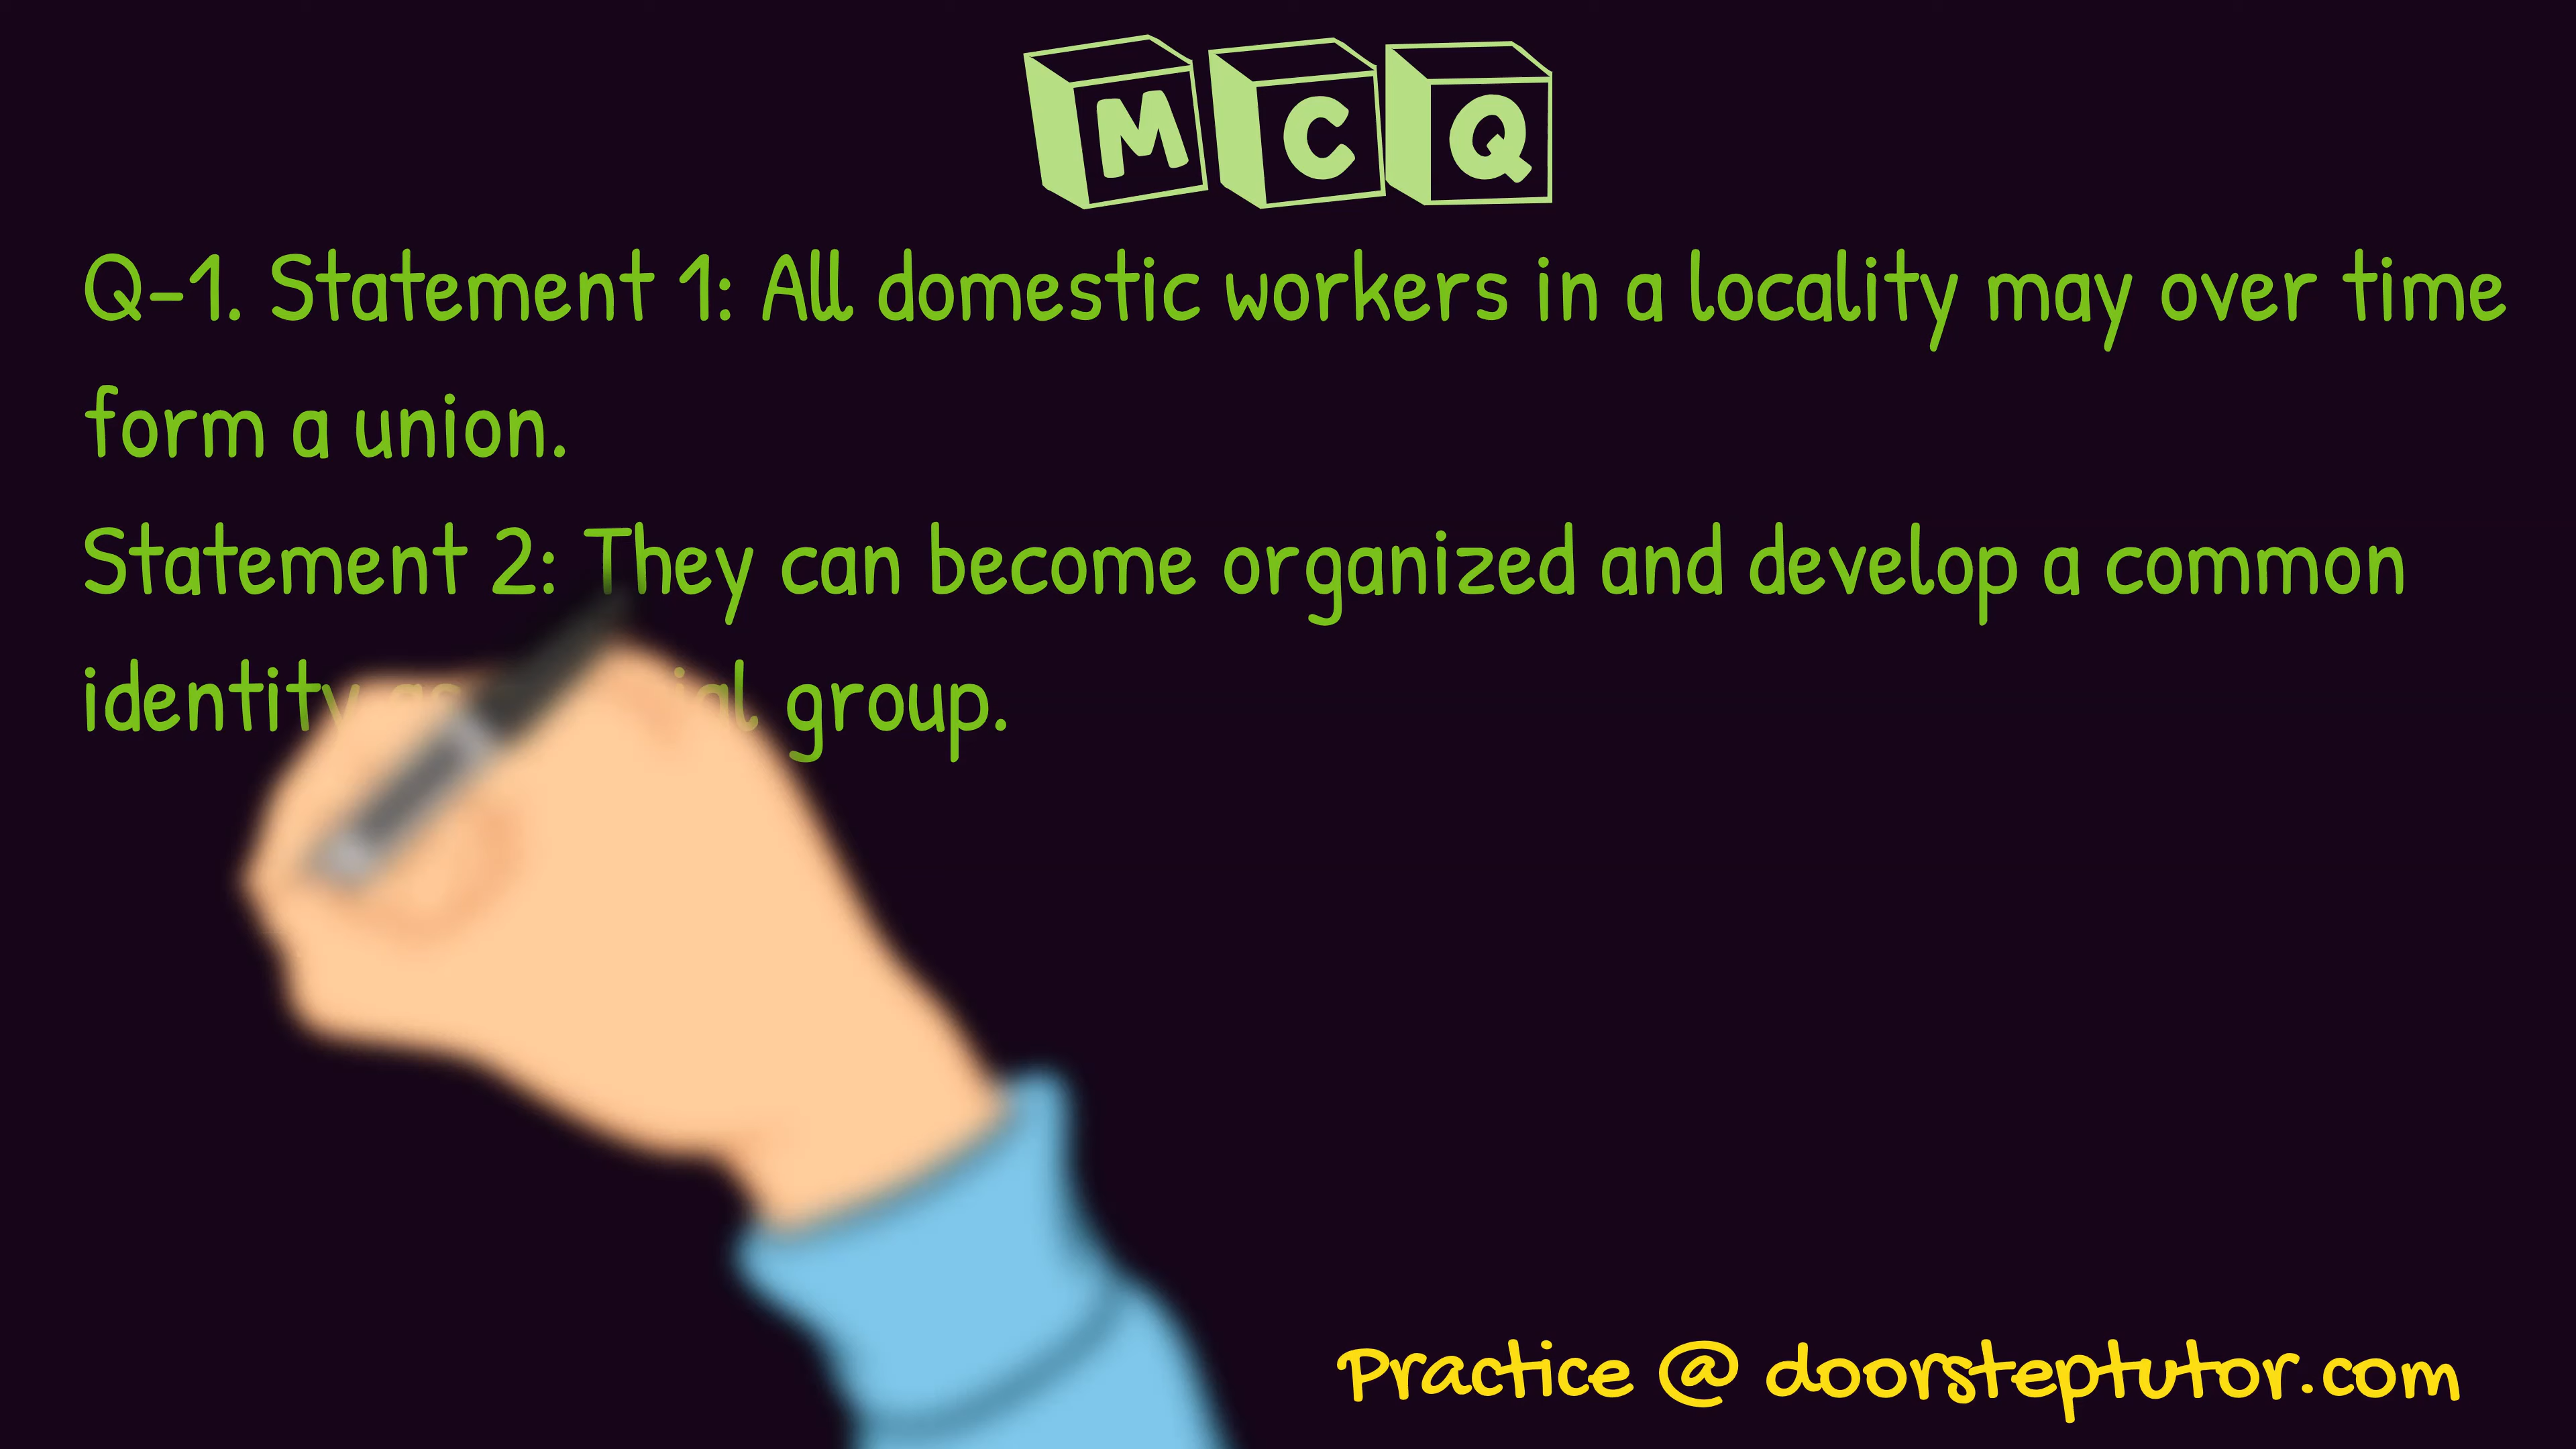 MCQ
Q-1. Statement 1: All domestic workers in a locality may over time
form a union.
Statement 2: They can become organized and develop a common
identity group.
Practice @ doorsteptutor.com